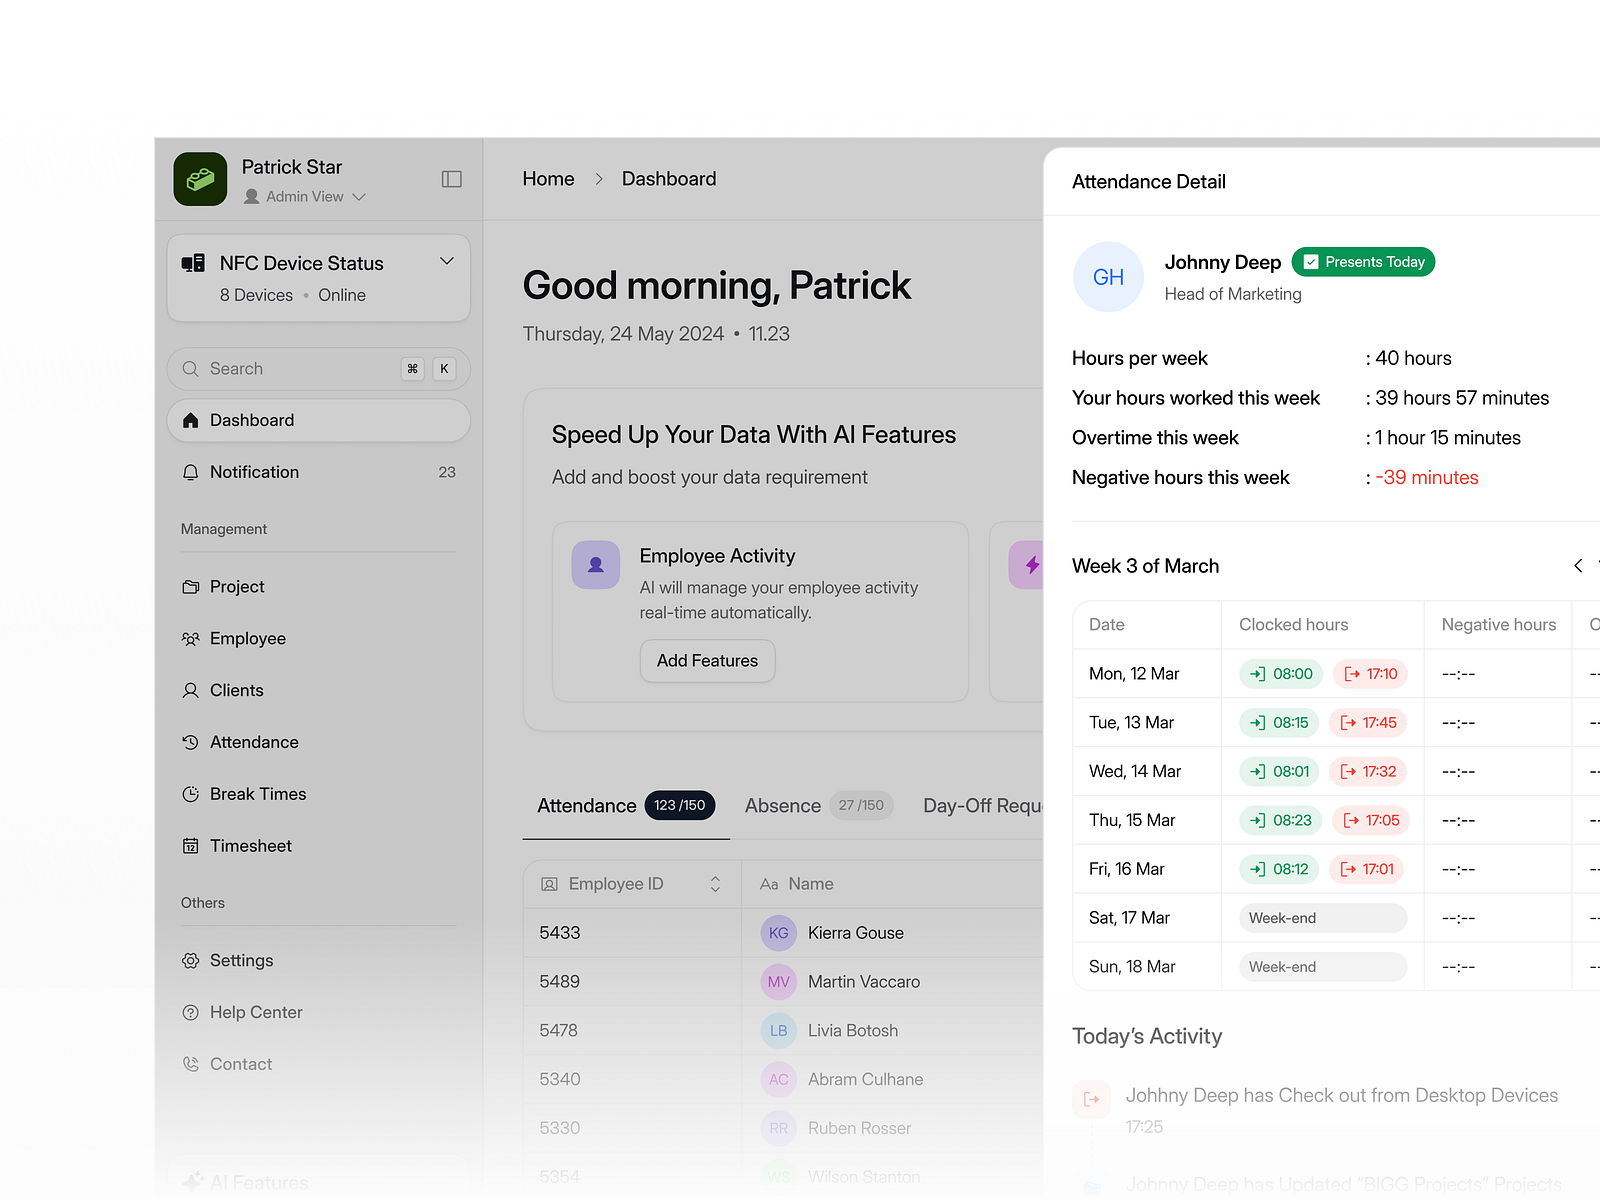 Patrick Star
Admin View
NFC Device Status
8 Devices • Online
Search ⌘ K
Dashboard
Notification 23
Management
Project
Employee
Clients
Attendance
Break Times
Timesheet
Others
Settings
Help Center
Contact
AI Features
Home > Dashboard
Good morning, Patrick
Thursday, 24 May 2024 • 11.23
Speed Up Your Data With AI Features
Add and boost your data requirement
Employee Activity
AI will manage your employee activity
real-time automatically.
Add Features
Attendance 123 /150 Absence 27 /150 Day-Off Requ
Employee ID Aa Name
5433 KG Kierra Gouse
5489 MV Martin Vaccaro
5478 LB Livia Botosh
5340 AC Abram Culhane
5330 RR Ruben Rosser
5354 WS Wilson Stanton
Attendance Detail
GH
Johnny Deep Presents Today
Head of Marketing
Hours per week : 40 hours
Your hours worked this week : 39 hours 57 minutes
Overtime this week : 1 hour 15 minutes
Negative hours this week : -39 minutes
Week 3 of March <
Date Clocked hours Negative hours
Mon, 12 Mar 08:00 17:10 --:-- --
Tue, 13 Mar 08:15 17:45 --:-- --
Wed, 14 Mar 08:01 17:32 --:-- --
Thu, 15 Mar 08:23 17:05 --:-- --
Fri, 16 Mar 08:12 17:01 --:-- --
Sat, 17 Mar Week-end --:-- --
Sun, 18 Mar Week-end --:-- --
Today’s Activity
Johhny Deep has Check out from Desktop Devices
17:25
Johnny Deep has Updated “BIGG Projects” Projects